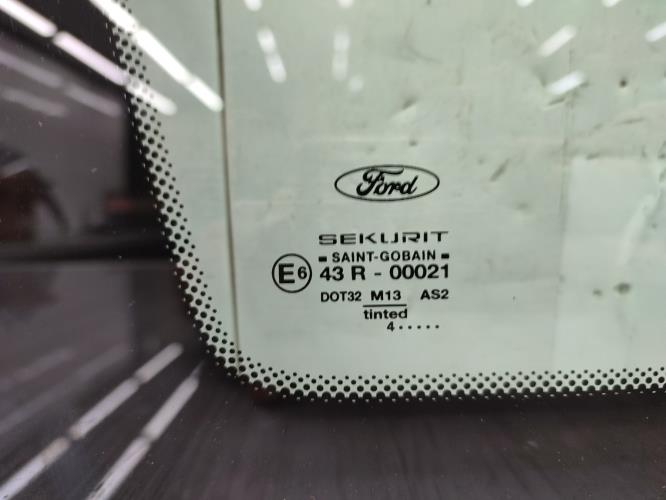 Ford
SEKURIT
SAINT-GOBAIN
E6 43 R - 00021
DOT32 M13 AS2
tinted
4.....